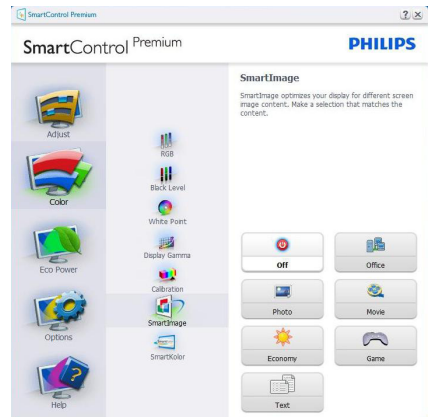 SmartControl Premium
SmartControl Premium
PHILIPS
Adjust
Color
Eco Power
Options
Help
RGB
Black Level
White Point
Display Gamma
Calibration
SmartImage
SmartKolor
SmartImage
SmartImage optimizes your display for different screen
image content. Make a selection that matches the
content.
Off
Office
Photo
Movie
Economy
Game
Text